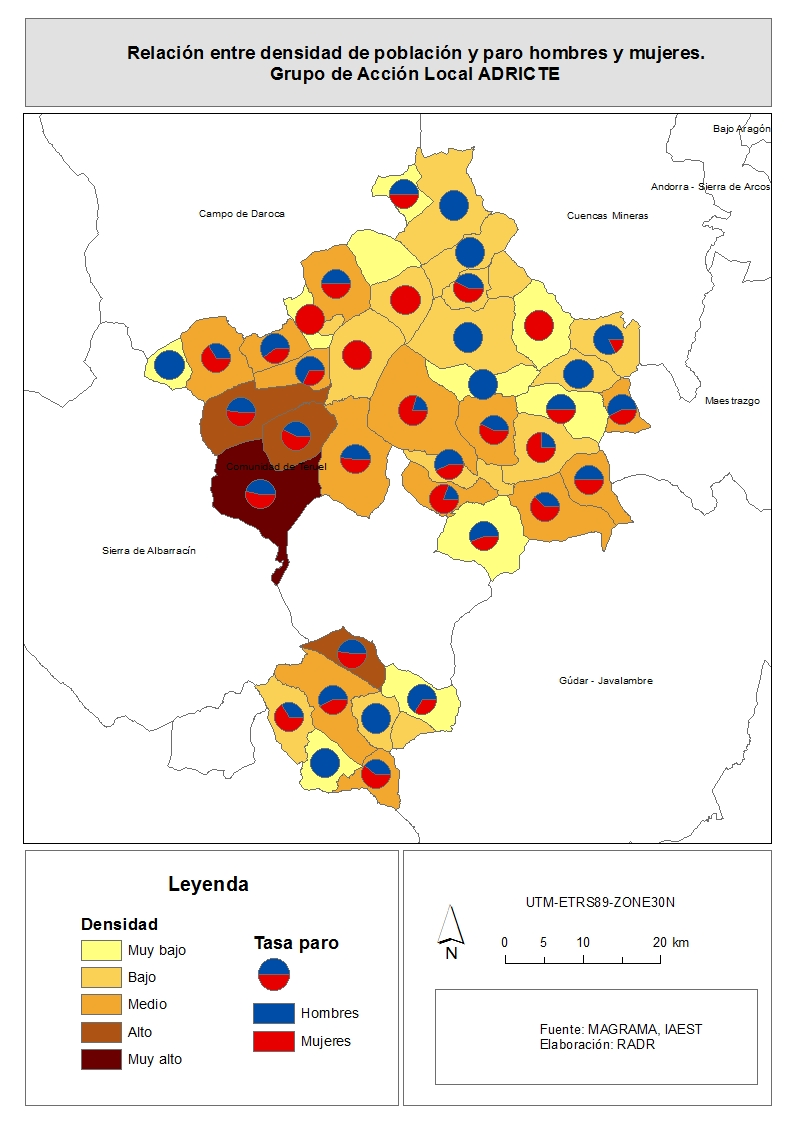 Relación entre densidad de población y paro hombres y mujeres.
Grupo de Acción Local ADRICTE
Bajo Aragón
Andorra - Sierra de Arcos
Campo de Daroca
Cuencas Mineras
Maestrazgo
Comunidad de Teruel
Sierra de Albarracín
Gúdar - Javalambre
Leyenda
Densidad
Muy bajo
Bajo
Medio
Alto
Muy alto
Tasa paro
Hombres
Mujeres
UTM-ETRS89-ZONE30N
N
0 5 10 20 km
Fuente: MAGRAMA, IAEST
Elaboración: RADR